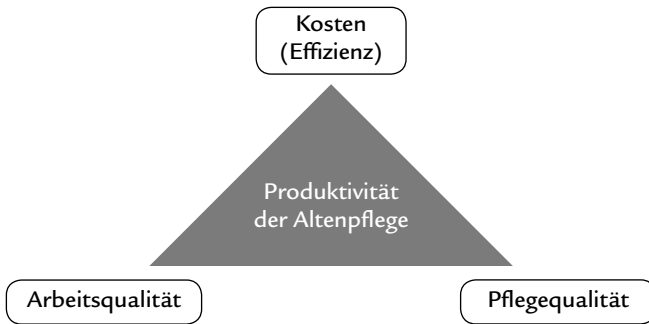 Kosten
(Effizienz)
Produktivität
der Altenpflege
Arbeitsqualität
Pflegequalität